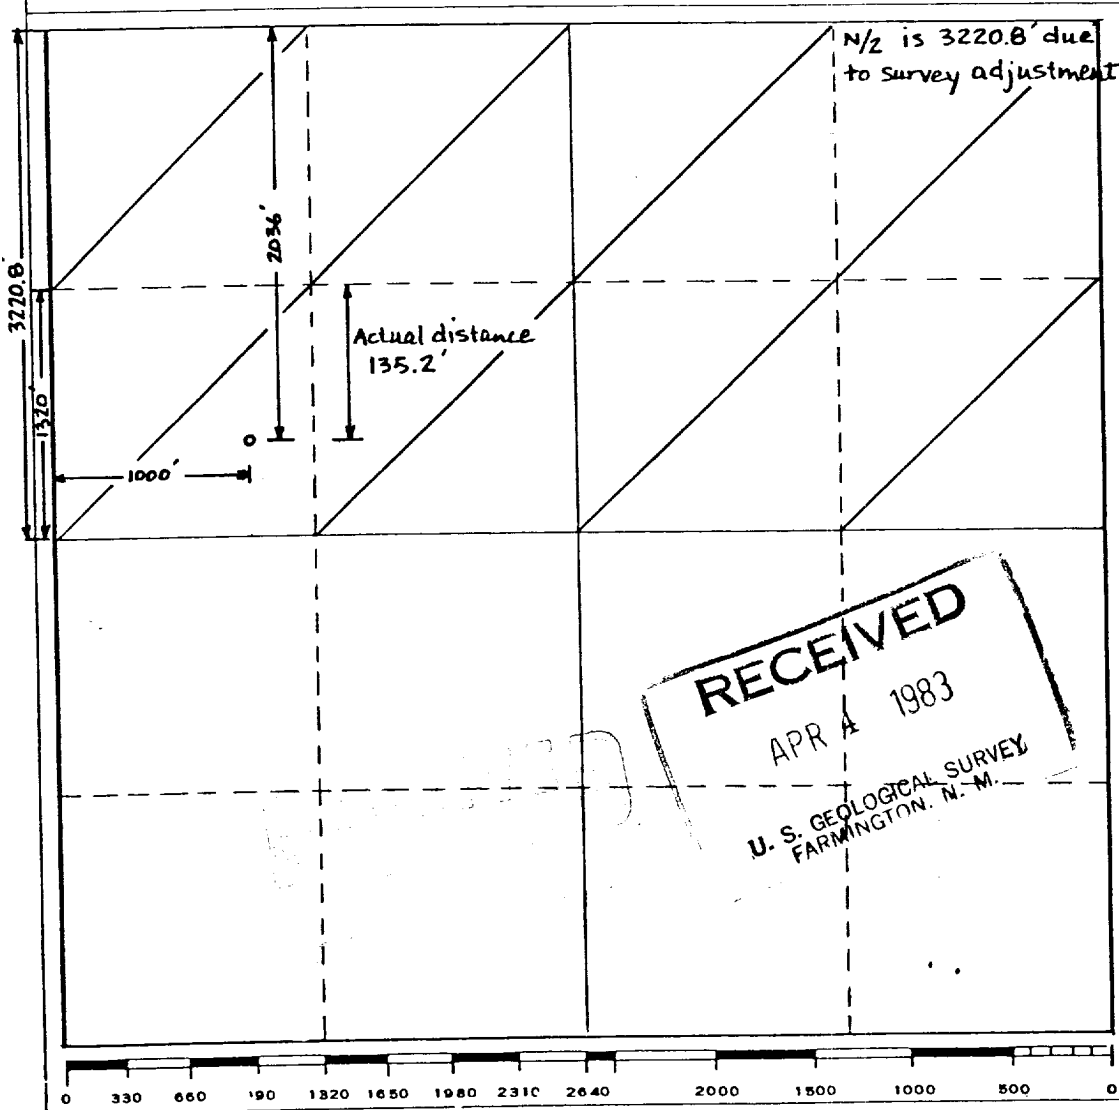 N/2 is 3220.8' due
to survey adjustment
2036'
3220.8'
Actual distance
135.2'
1320'
1000'
RECEIVED
APR 4 1983
U. S. GEOLOGICAL SURVEY
FARMINGTON, N. M.
0 330 660 '90 1320 1650 1980 2310 2640 2000 1500 1000 500 0